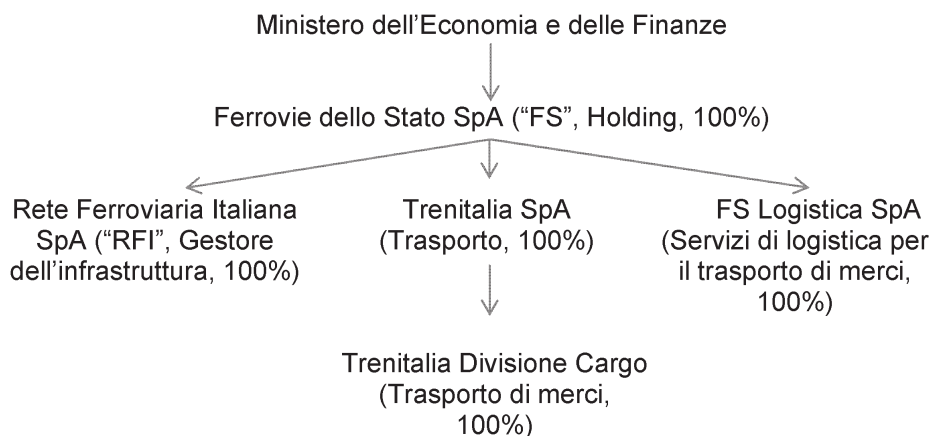 Ministero dell’Economia e delle Finanze
Ferrovie dello Stato SpA (“FS”, Holding, 100%)
Rete Ferroviaria Italiana
SpA (“RFI”, Gestore
dell’infrastruttura, 100%)
Trenitalia SpA
(Trasporto, 100%)
FS Logistica SpA
(Servizi di logistica per
il trasporto di merci,
100%)
Trenitalia Divisione Cargo
(Trasporto di merci,
100%)